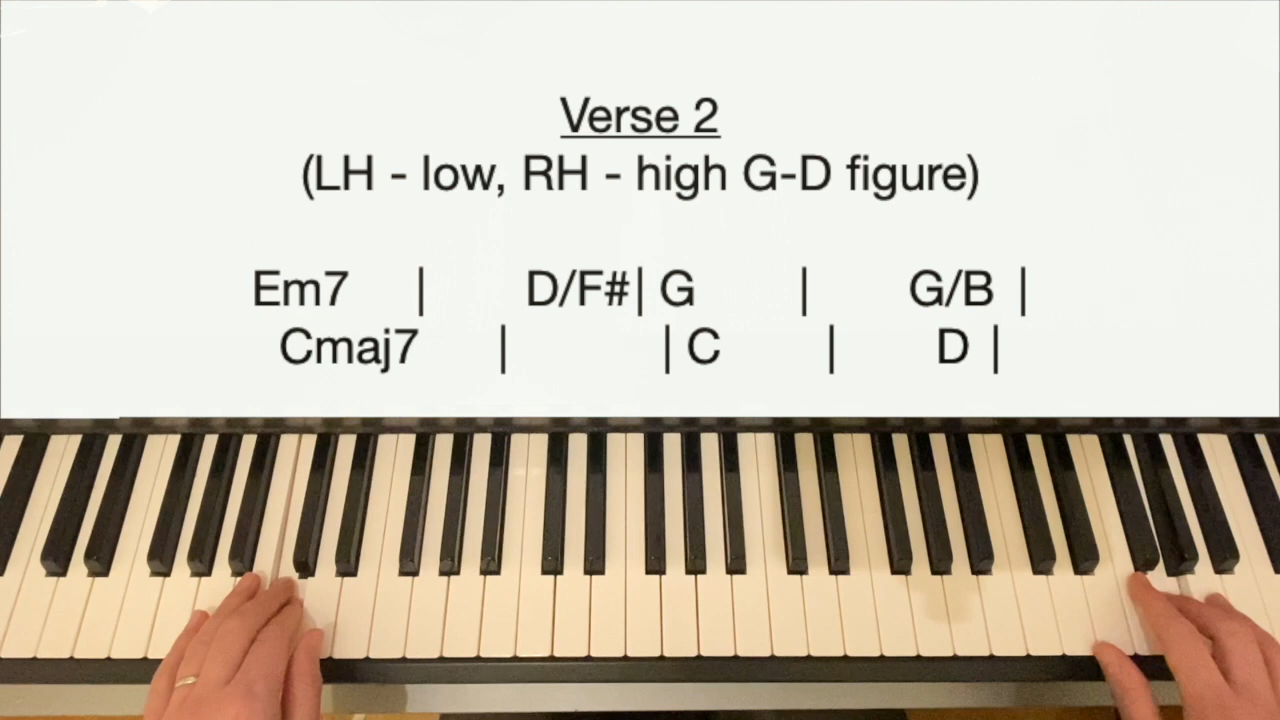 Verse 2
(LH - low, RH - high G-D figure)
Em7 | D/F#| G | G/B |
Cmaj7 | | C | D |